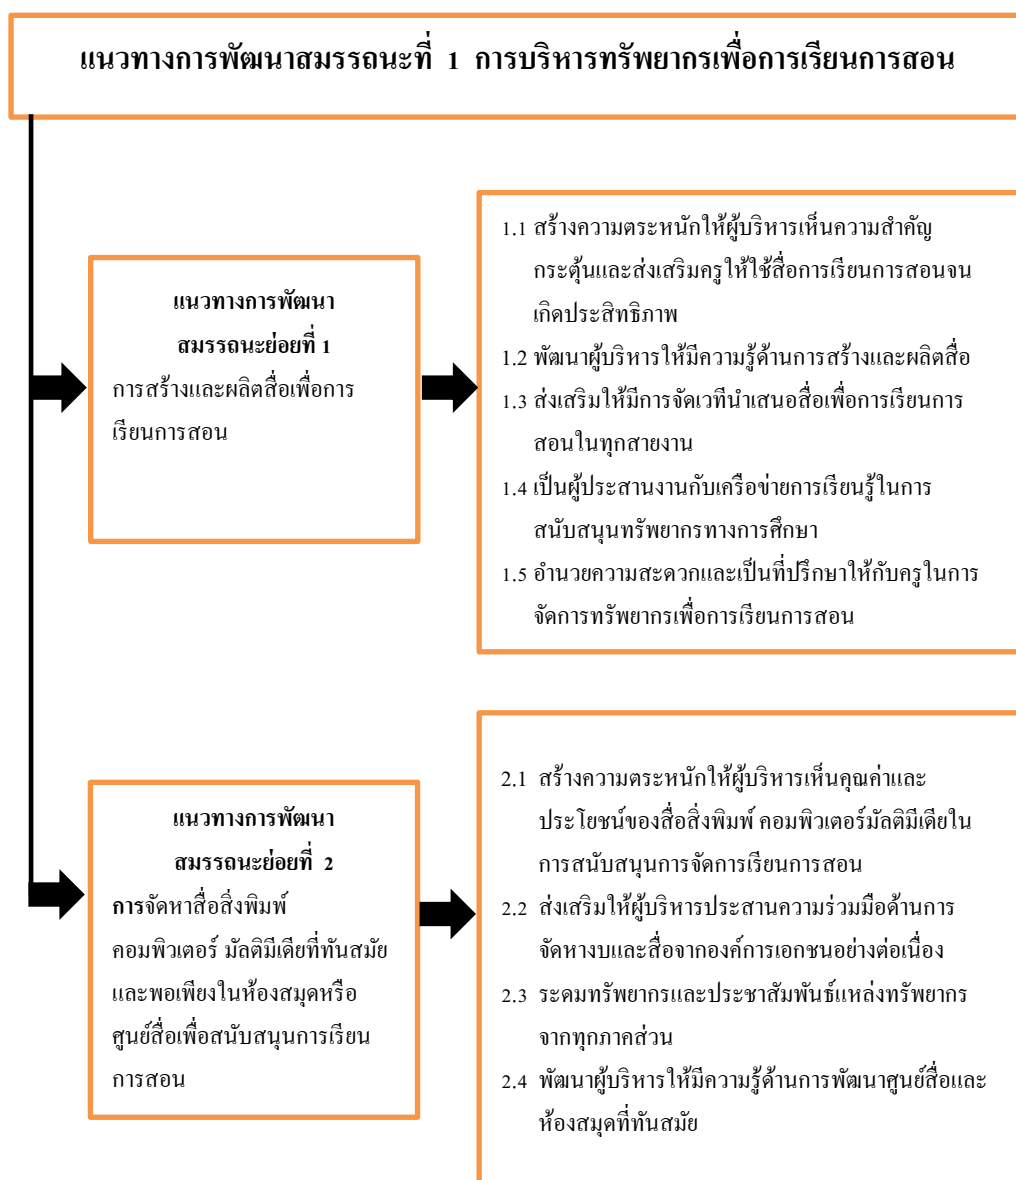 แนวทางการพัฒนาสมรรถนะที่ 1 การบริหารทรัพยากรเพื่อการเรียนการสอน
แนวทางการพัฒนา
สมรรถนะย่อยที่ 1
การสร้างและผลิตสื่อเพื่อการ
เรียนการสอน
1.1 สร้างความตระหนักให้ผู้บริหารเห็นความสำคัญ
กระตุ้นและส่งเสริมครูให้ใช้สื่อการเรียนการสอนจน
เกิดประสิทธิภาพ
1.2 พัฒนาผู้บริหารให้มีความรู้ด้านการสร้างและผลิตสื่อ
1.3 ส่งเสริมให้มีการจัดเวทีนำเสนอสื่อเพื่อการเรียนการ
สอนในทุกสายงาน
1.4 เป็นผู้ประสานงานกับเครือข่ายการเรียนรู้ในการ
สนับสนุนทรัพยากรทางการศึกษา
1.5 อำนวยความสะดวกและเป็นที่ปรึกษาให้กับครูในการ
จัดการทรัพยากรเพื่อการเรียนการสอน
แนวทางการพัฒนา
สมรรถนะย่อยที่ 2
การจัดหาสื่อสิ่งพิมพ์
คอมพิวเตอร์ มัลติมีเดียที่ทันสมัย
และพอเพียงในห้องสมุดหรือ
ศูนย์สื่อเพื่อสนับสนุนการเรียน
การสอน
2.1 สร้างความตระหนักให้ผู้บริหารเห็นคุณค่าและ
ประโยชน์ของสื่อสิ่งพิมพ์ คอมพิวเตอร์มัลติมีเดียใน
การสนับสนุนการจัดการเรียนการสอน
2.2 ส่งเสริมให้ผู้บริหารประสานความร่วมมือด้านการ
จัดหางบและสื่อจากองค์การเอกชนอย่างต่อเนื่อง
2.3 ระดมทรัพยากรและประชาสัมพันธ์แหล่งทรัพยากร
จากทุกภาคส่วน
2.4 พัฒนาผู้บริหารให้มีความรู้ด้านการพัฒนาศูนย์สื่อและ
ห้องสมุดที่ทันสมัย